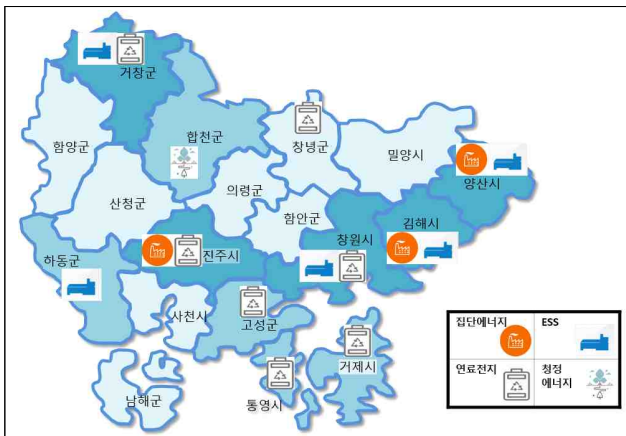 거창군
함양군
합천군
창녕군
밀양시
양산시
산청군
의령군
함안군
창원시
김해시
하동군
진주시
사천시
고성군
거제시
통영시
남해군
집단에너지
ESS
연료전지
청정
에너지